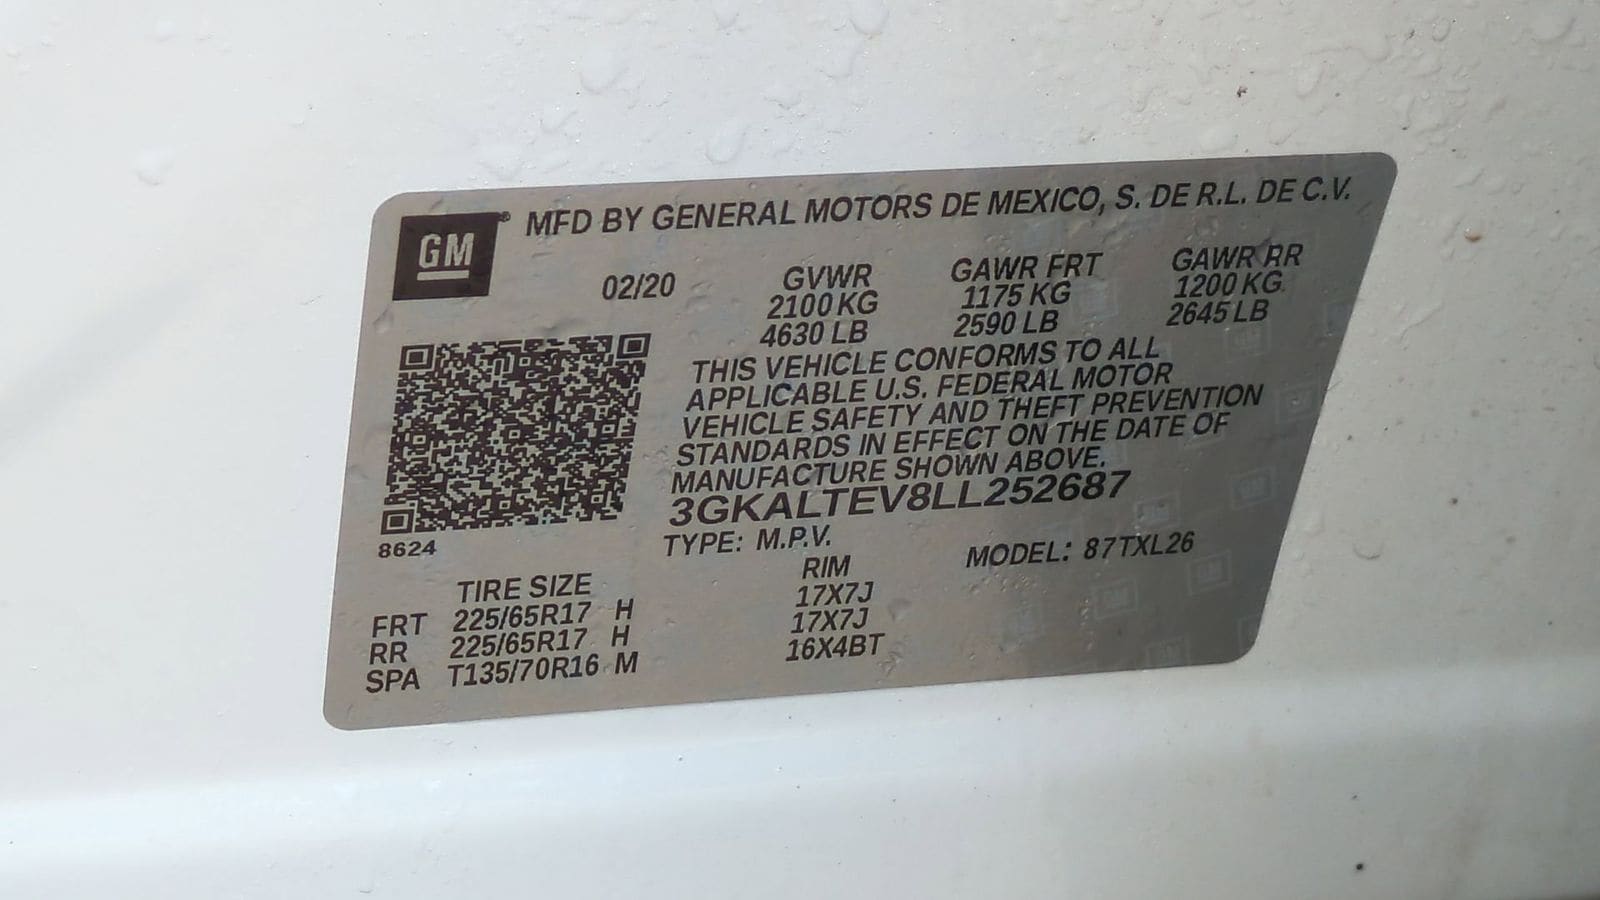 GM
MFD BY GENERAL MOTORS DE MEXICO, S. DE R.L. DE C.V.
02/20 GVWR GAWR FRT GAWR RR
2100 KG 1175 KG 1200 KG
4630 LB 2590 LB 2645 LB
THIS VEHICLE CONFORMS TO ALL
APPLICABLE U.S. FEDERAL MOTOR
VEHICLE SAFETY AND THEFT PREVENTION
STANDARDS IN EFFECT ON THE DATE OF
MANUFACTURE SHOWN ABOVE.
3GKALTEV8LL252687
8624
TYPE: M.P.V. MODEL: 87TXL26
TIRE SIZE RIM
FRT 225/65R17 H 17X7J
RR 225/65R17 H 17X7J
SPA T135/70R16 M 16X4BT